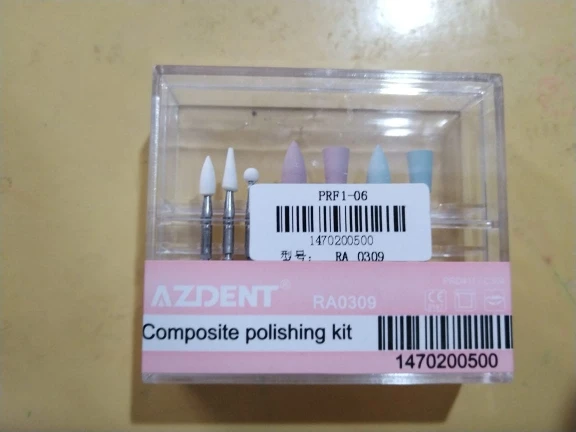 PRF1-06
1470200500
型号: RA 0309
AZDENT®
RA0309
Composite polishing kit
1470200500